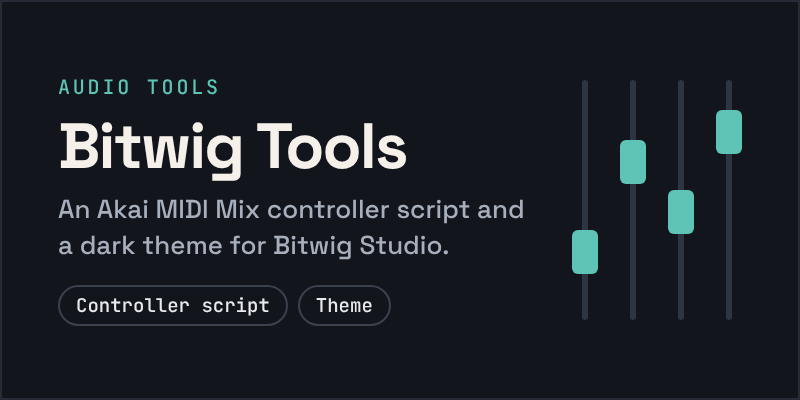 AUDIO TOOLS
Bitwig Tools
An Akai MIDI Mix controller script and
a dark theme for Bitwig Studio.
Controller script
Theme